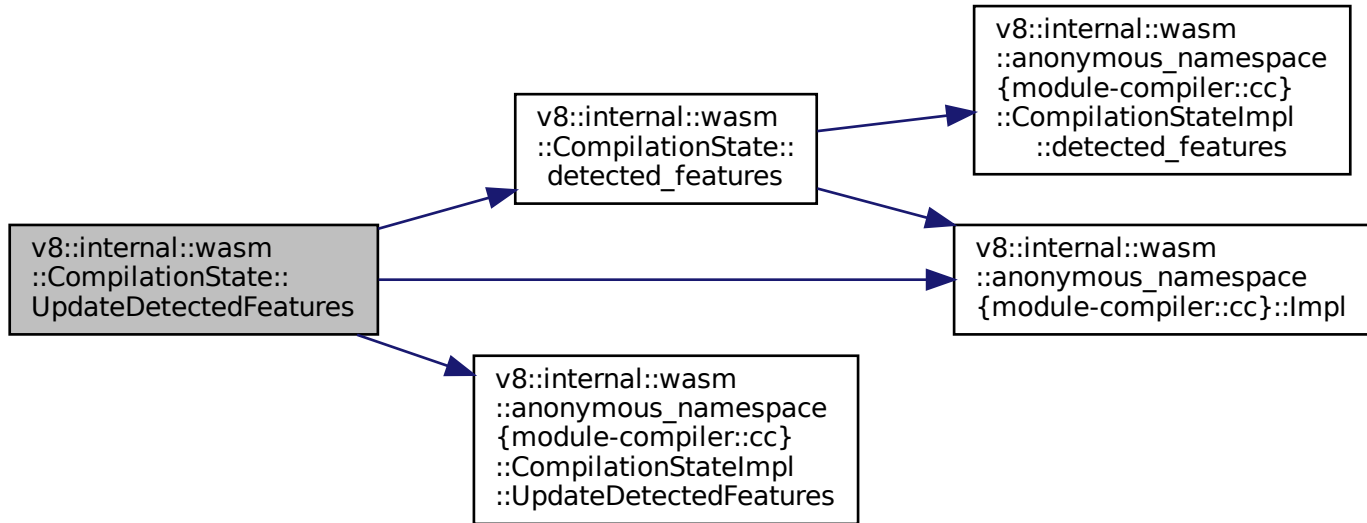 v8::internal::wasm
::CompilationState::
UpdateDetectedFeatures
v8::internal::wasm
::CompilationState::
detected_features
v8::internal::wasm
::anonymous_namespace
{module-compiler::cc}
::CompilationStateImpl
::detected_features
v8::internal::wasm
::anonymous_namespace
{module-compiler::cc}::Impl
v8::internal::wasm
::anonymous_namespace
{module-compiler::cc}
::CompilationStateImpl
::UpdateDetectedFeatures